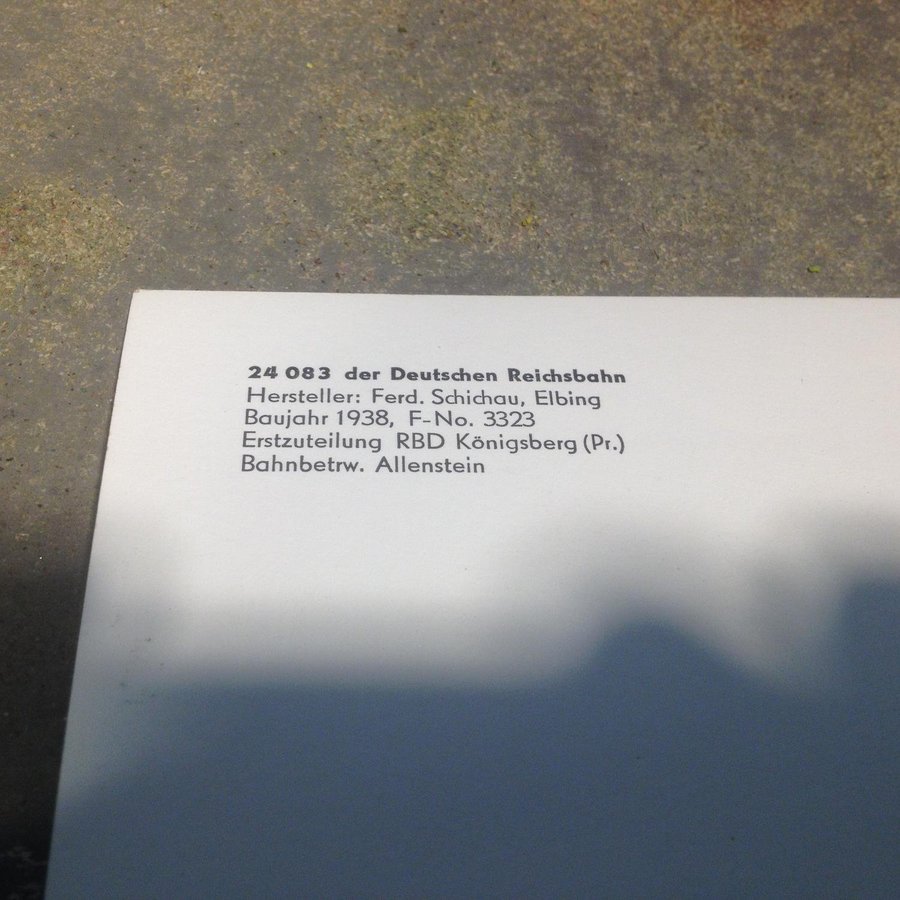 24 083 der Deutschen Reichsbahn
Hersteller: Ferd. Schichau, Elbing
Baujahr 1938, F-No. 3323
Erstzuteilung RBD Königsberg (Pr.)
Bahnbetrw. Allenstein